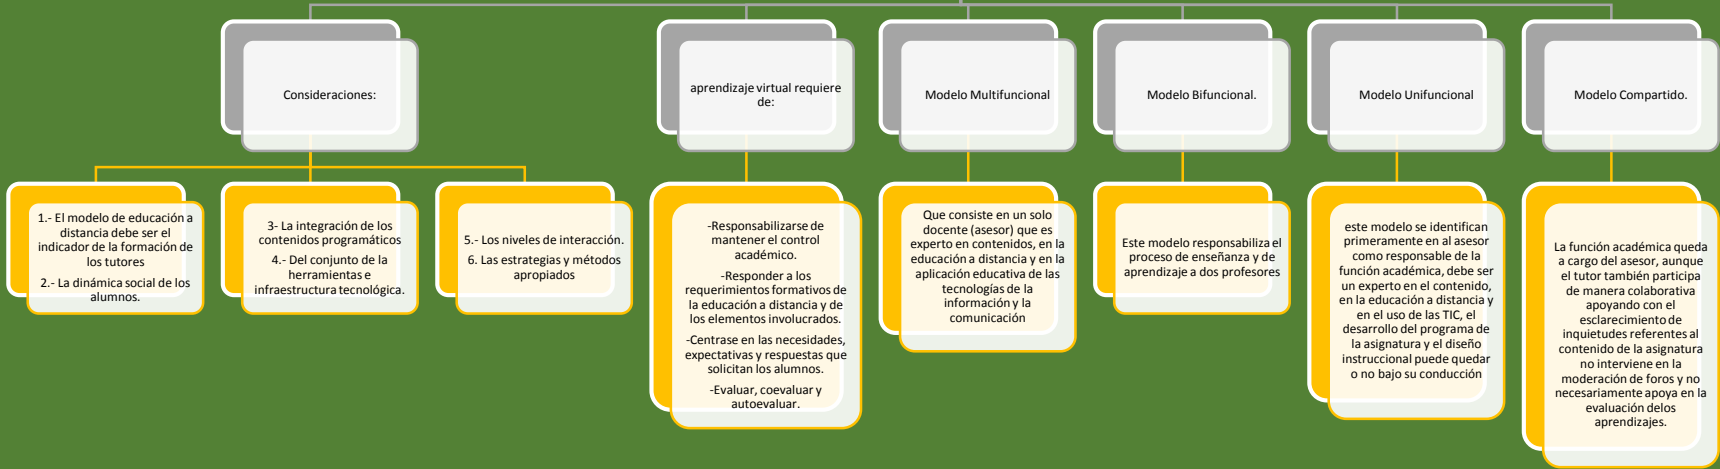 Consideraciones:
1.- El modelo de educación a
distancia debe ser el
indicador de la formación de
los tutores
2.- La dinámica social de los
alumnos.
3- La integración de los
contenidos programáticos
4.- Del conjunto de la
herramientas e
infraestructura tecnológica.
5.- Los niveles de interacción.
6. Las estrategias y métodos
apropiados
aprendizaje virtual requiere
de:
-Responsabilizarse de
mantener el control
académico.
-Responder a los
requerimientos formativos de
la educación a distancia y de
los elementos involucrados.
-Centrase en las necesidades,
expectativas y respuestas que
solicitan los alumnos.
-Evaluar, coevaluar y
autoevaluar.
Modelo Multifuncional
Que consiste en un solo
docente (asesor) que es
experto en contenidos, en la
educación a distancia y en la
aplicación educativa de las
tecnologías de la
información y la
comunicación
Modelo Bifuncional.
Este modelo responsabiliza el
proceso de enseñanza y de
aprendizaje a dos profesores
Modelo Unifuncional
este modelo se identifican
primeramente en al asesor
como responsable de la
función académica, debe ser
un experto en el contenido,
en la educación a distancia y
en el uso de las TIC, el
desarrollo del programa de
la asignatura y el diseño
instruccional puede quedar
o no bajo su conducción
Modelo Compartido.
La función académica queda
a cargo del asesor, aunque
el tutor también participa
de manera colaborativa
apoyando con el
esclarecimiento de
inquietudes referentes al
contenido de la asignatura
no interviene en la
moderación de foros y no
necesariamente apoya en la
evaluación delos
aprendizajes.